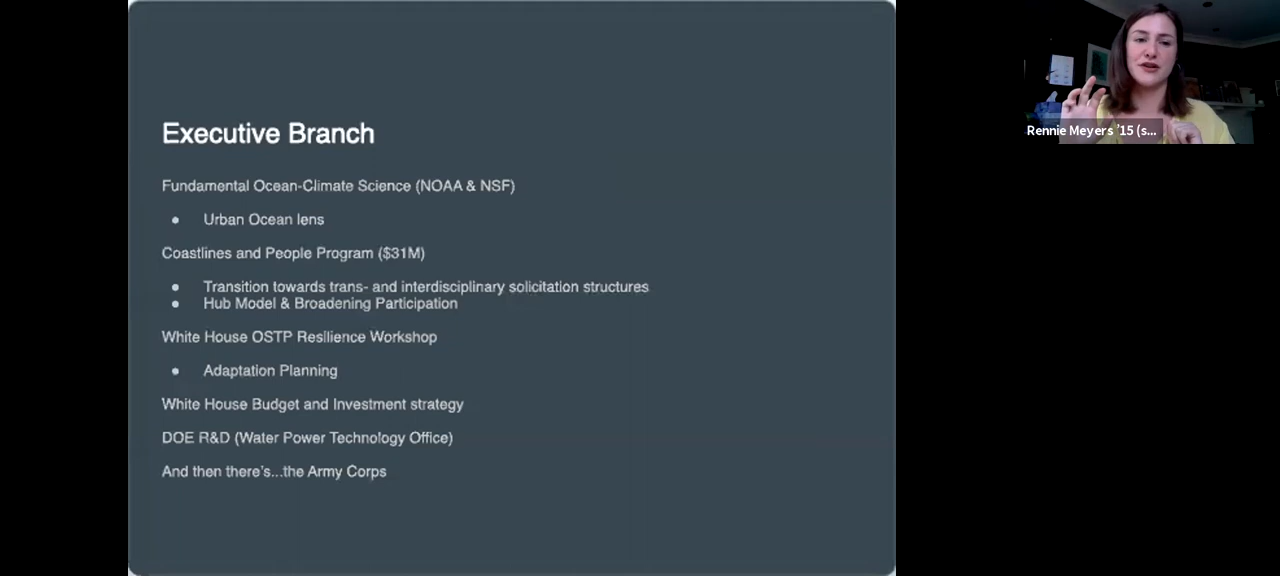 Executive Branch
Fundamental Ocean-Climate Science (NOAA & NSF)
● Urban Ocean lens
Coastlines and People Program ($31M)
● Transition towards trans- and interdisciplinary solicitation structures
● Hub Model & Broadening Participation
White House OSTP Resilience Workshop
● Adaptation Planning
White House Budget and Investment strategy
DOE R&D (Water Power Technology Office)
And then there's...the Army Corps
Rennie Meyers '15 (s...